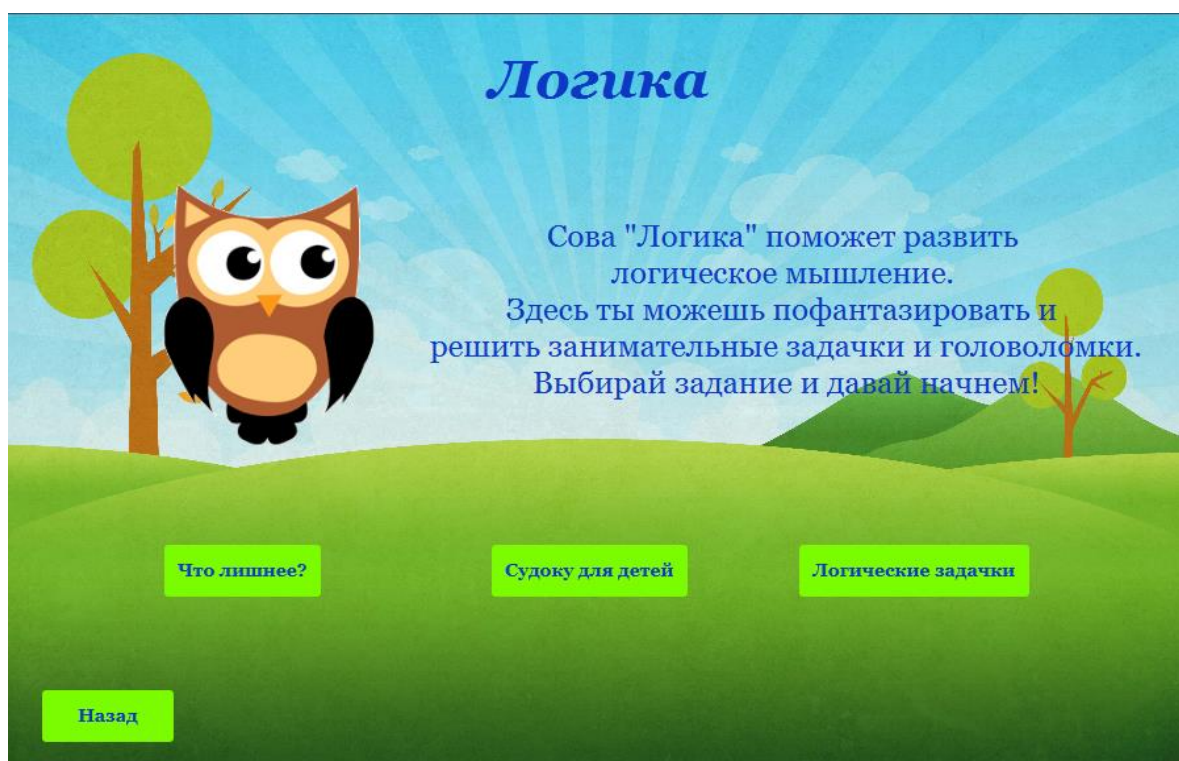 Логика
Сова "Логика" поможет развить
логическое мышление.
Здесь ты можешь пофантазировать и
решить занимательные задачки и головоломки.
Выбирай задание и давай начнем!
Что лишнее?
Судоку для детей
Логические задачки
Назад